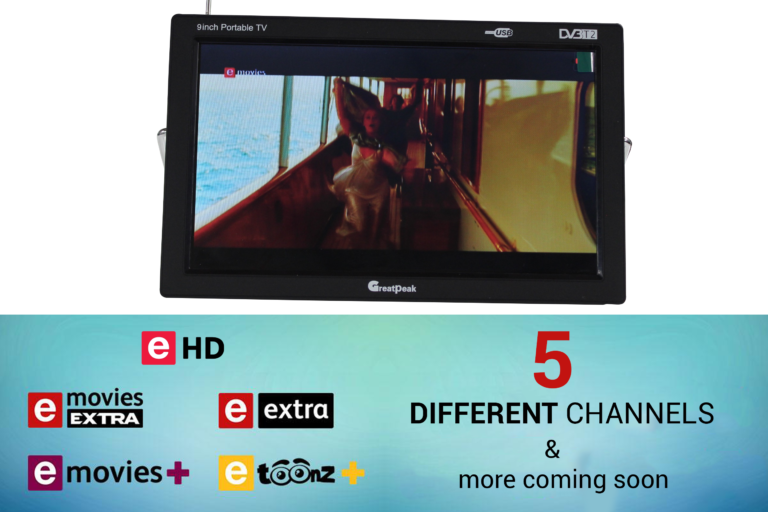 9inch Portable TV
USB
DVB T2
e movies
Greatpeak
e HD
e movies EXTRA
e extra
e movies+
e toonz+
5
DIFFERENT CHANNELS
&
more coming soon